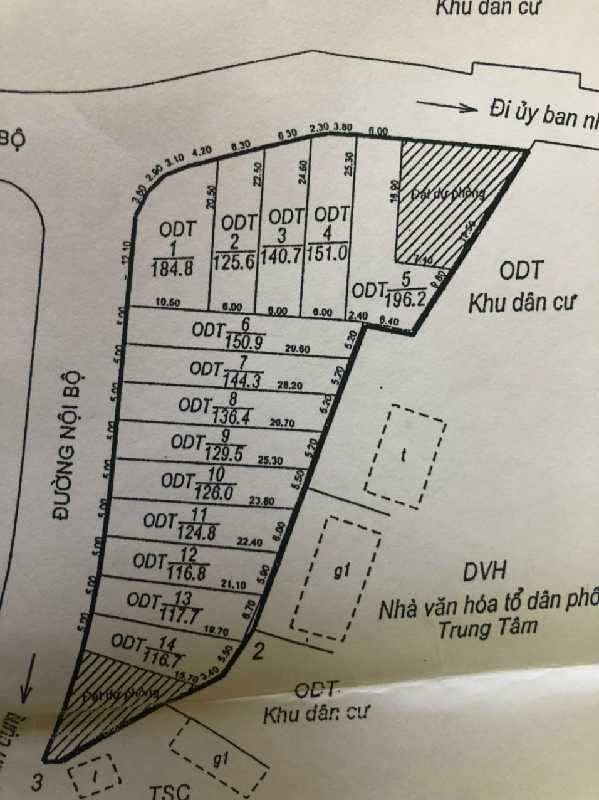 Khu dân cư
Đi ủy ban nh
BỘ
3.60
2.90
3.10
4.20
6.30
6.30
2.30
3.80
6.00
20.50
22.50
24.60
25.30
18.90
Đất dự phòng
7.10
9.80
12.10
ODT 1 184.8
ODT 2 125.6
ODT 3 140.7
ODT 4 151.0
ODT 5 196.2
ODT
Khu dân cư
10.50
6.00
6.00
6.00
2.40
6.40
5.00
ODT 6 150.9
29.60
5.20
5.00
ODT 7 144.3
28.20
5.20
5.00
ODT 8 136.4
26.70
5.20
5.00
ODT 9 129.5
25.30
5.50
5.00
ODT 10 126.0
23.80
6.00
5.00
ODT 11 124.8
22.40
5.90
5.00
ODT 12 116.8
21.10
6.70
5.00
ODT 13 117.7
19.70
5.50
5.00
ODT 14 116.7
15.70
3.40
Đất dự phòng
ĐƯỜNG NỘI BỘ
t
g1
DVH
Nhà văn hóa tổ dân phố
Trung Tâm
2
ODT
Khu dân cư
g1
3
TSC